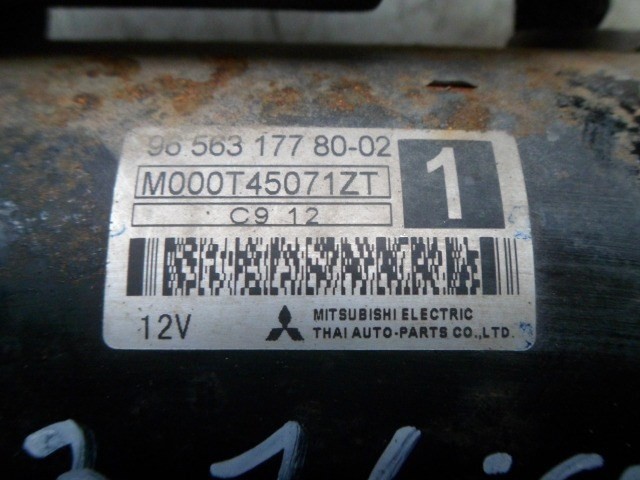 96 563 177 80-02
M000T45071ZT
1
C9 12
12V
MITSUBISHI ELECTRIC
THAI AUTO-PARTS CO.,LTD.